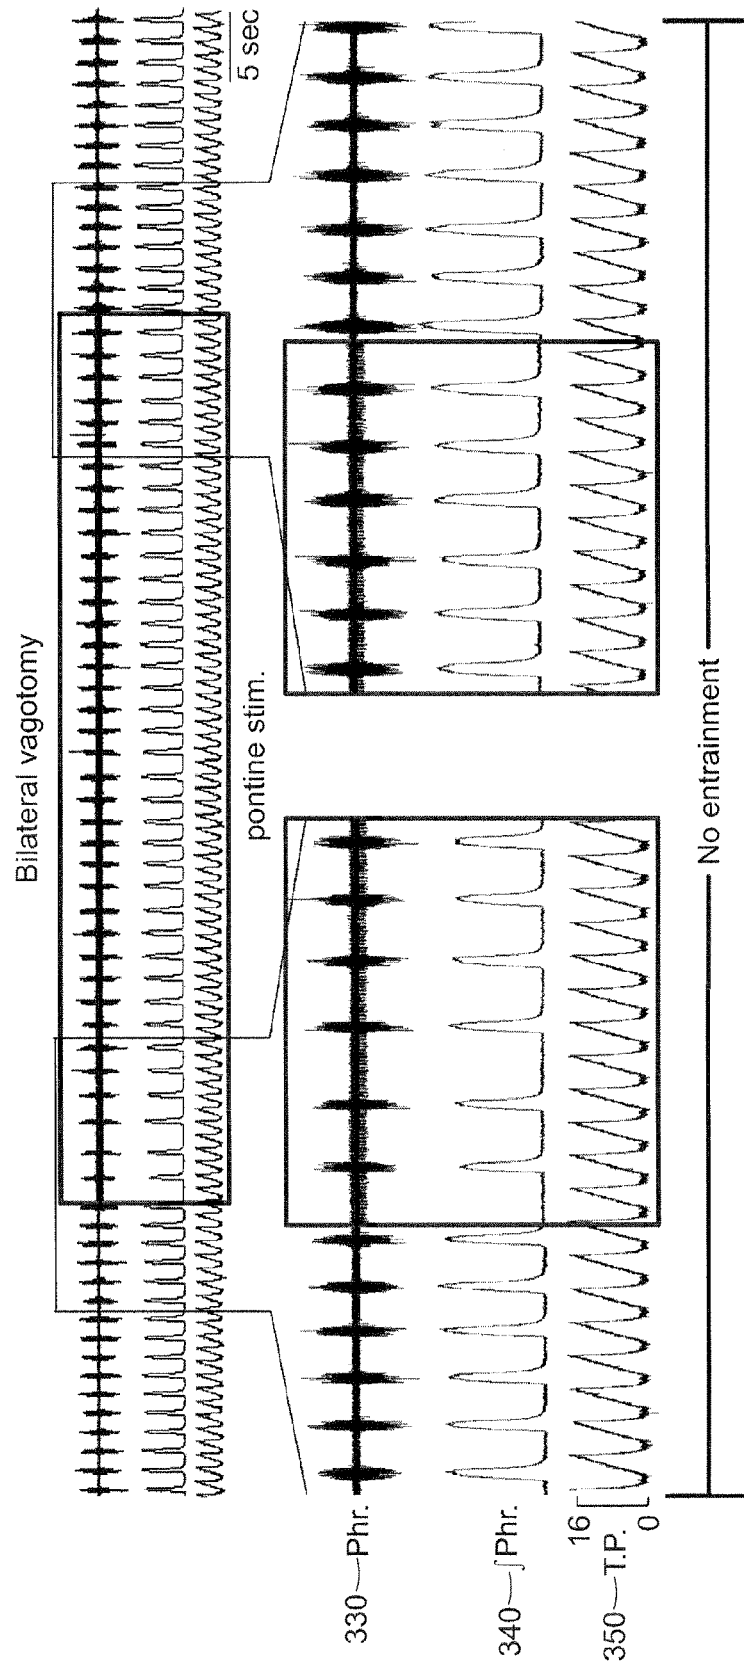 Bilateral vagotomy
pontine stim.
5 sec
330
Phr.
340
∫Phr.
350
T.P.
16
0
No entrainment